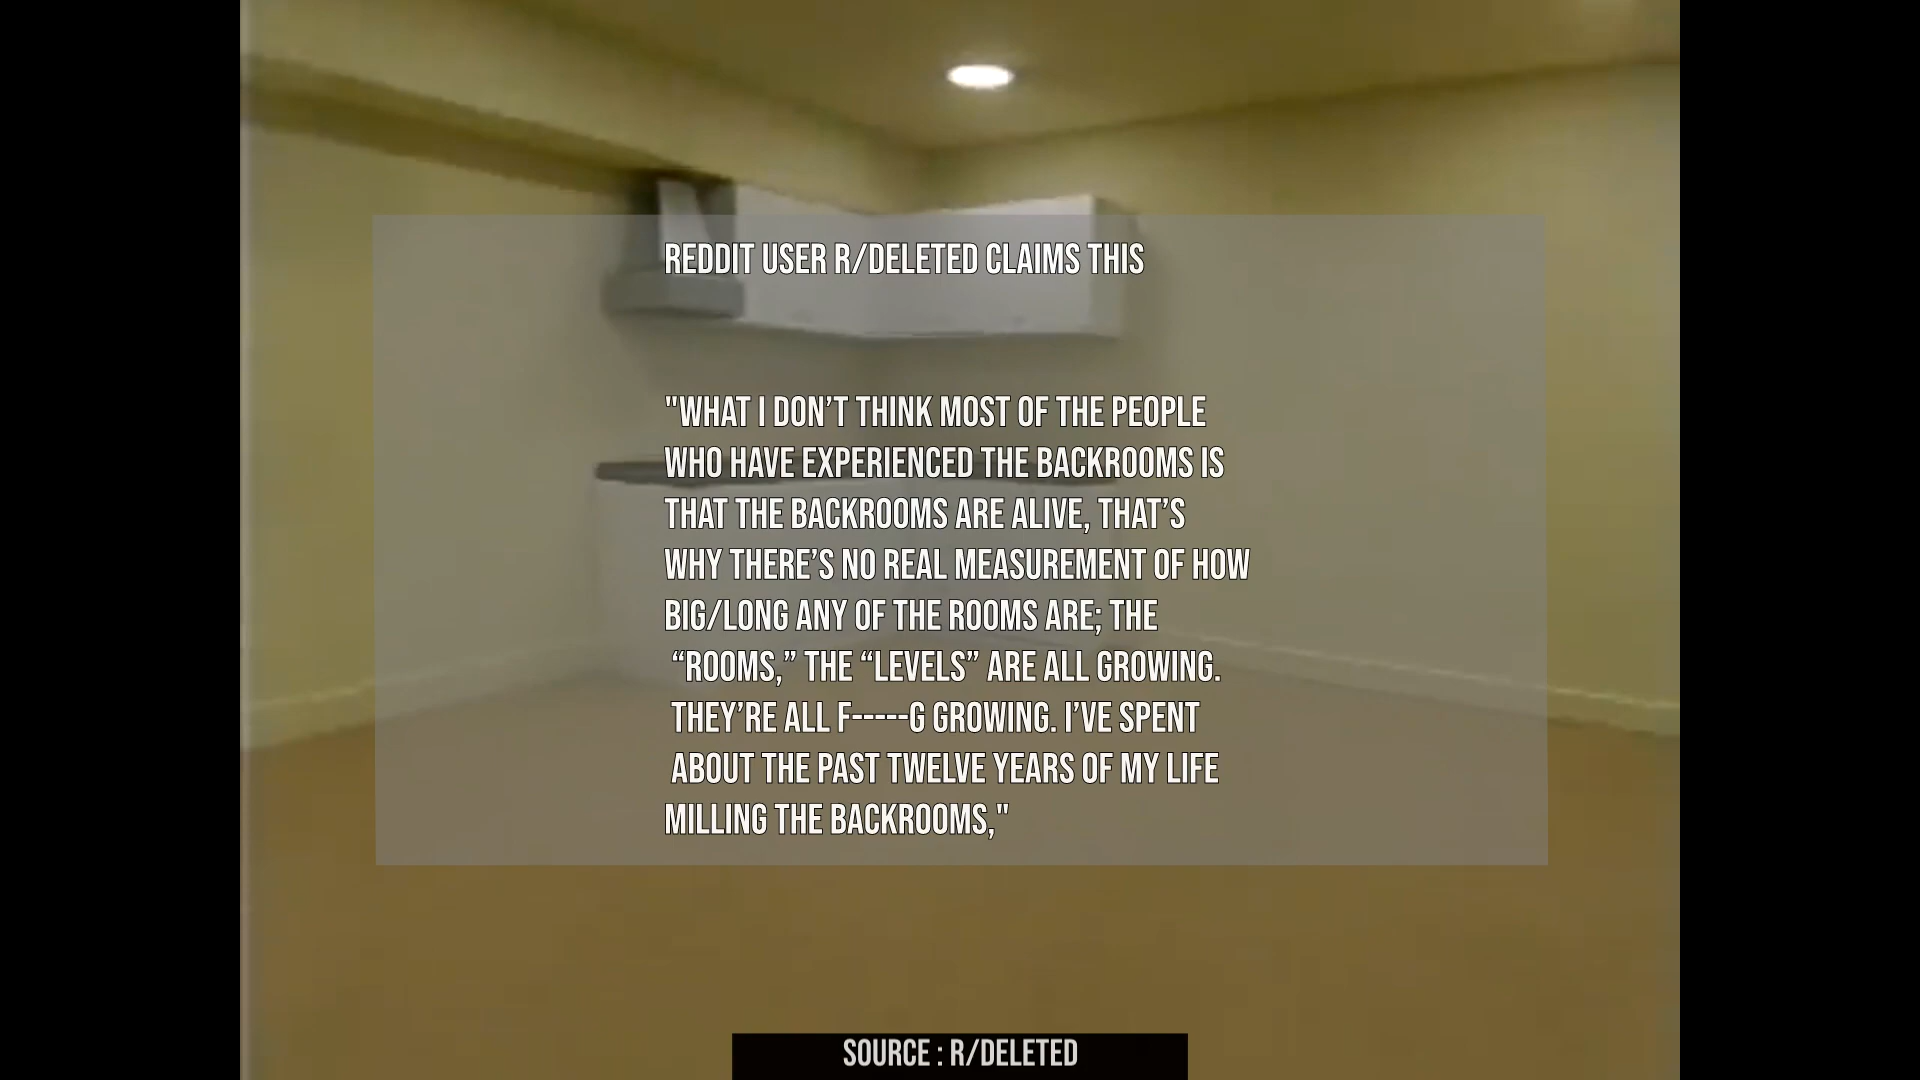 REDDIT USER R/DELETED CLAIMS THIS
"WHAT I DON’T THINK MOST OF THE PEOPLE
WHO HAVE EXPERIENCED THE BACKROOMS IS
THAT THE BACKROOMS ARE ALIVE, THAT’S
WHY THERE’S NO REAL MEASUREMENT OF HOW
BIG/LONG ANY OF THE ROOMS ARE; THE
“ROOMS,” THE “LEVELS” ARE ALL GROWING.
THEY’RE ALL F-----G GROWING. I’VE SPENT
ABOUT THE PAST TWELVE YEARS OF MY LIFE
MILLING THE BACKROOMS,"
SOURCE : R/DELETED